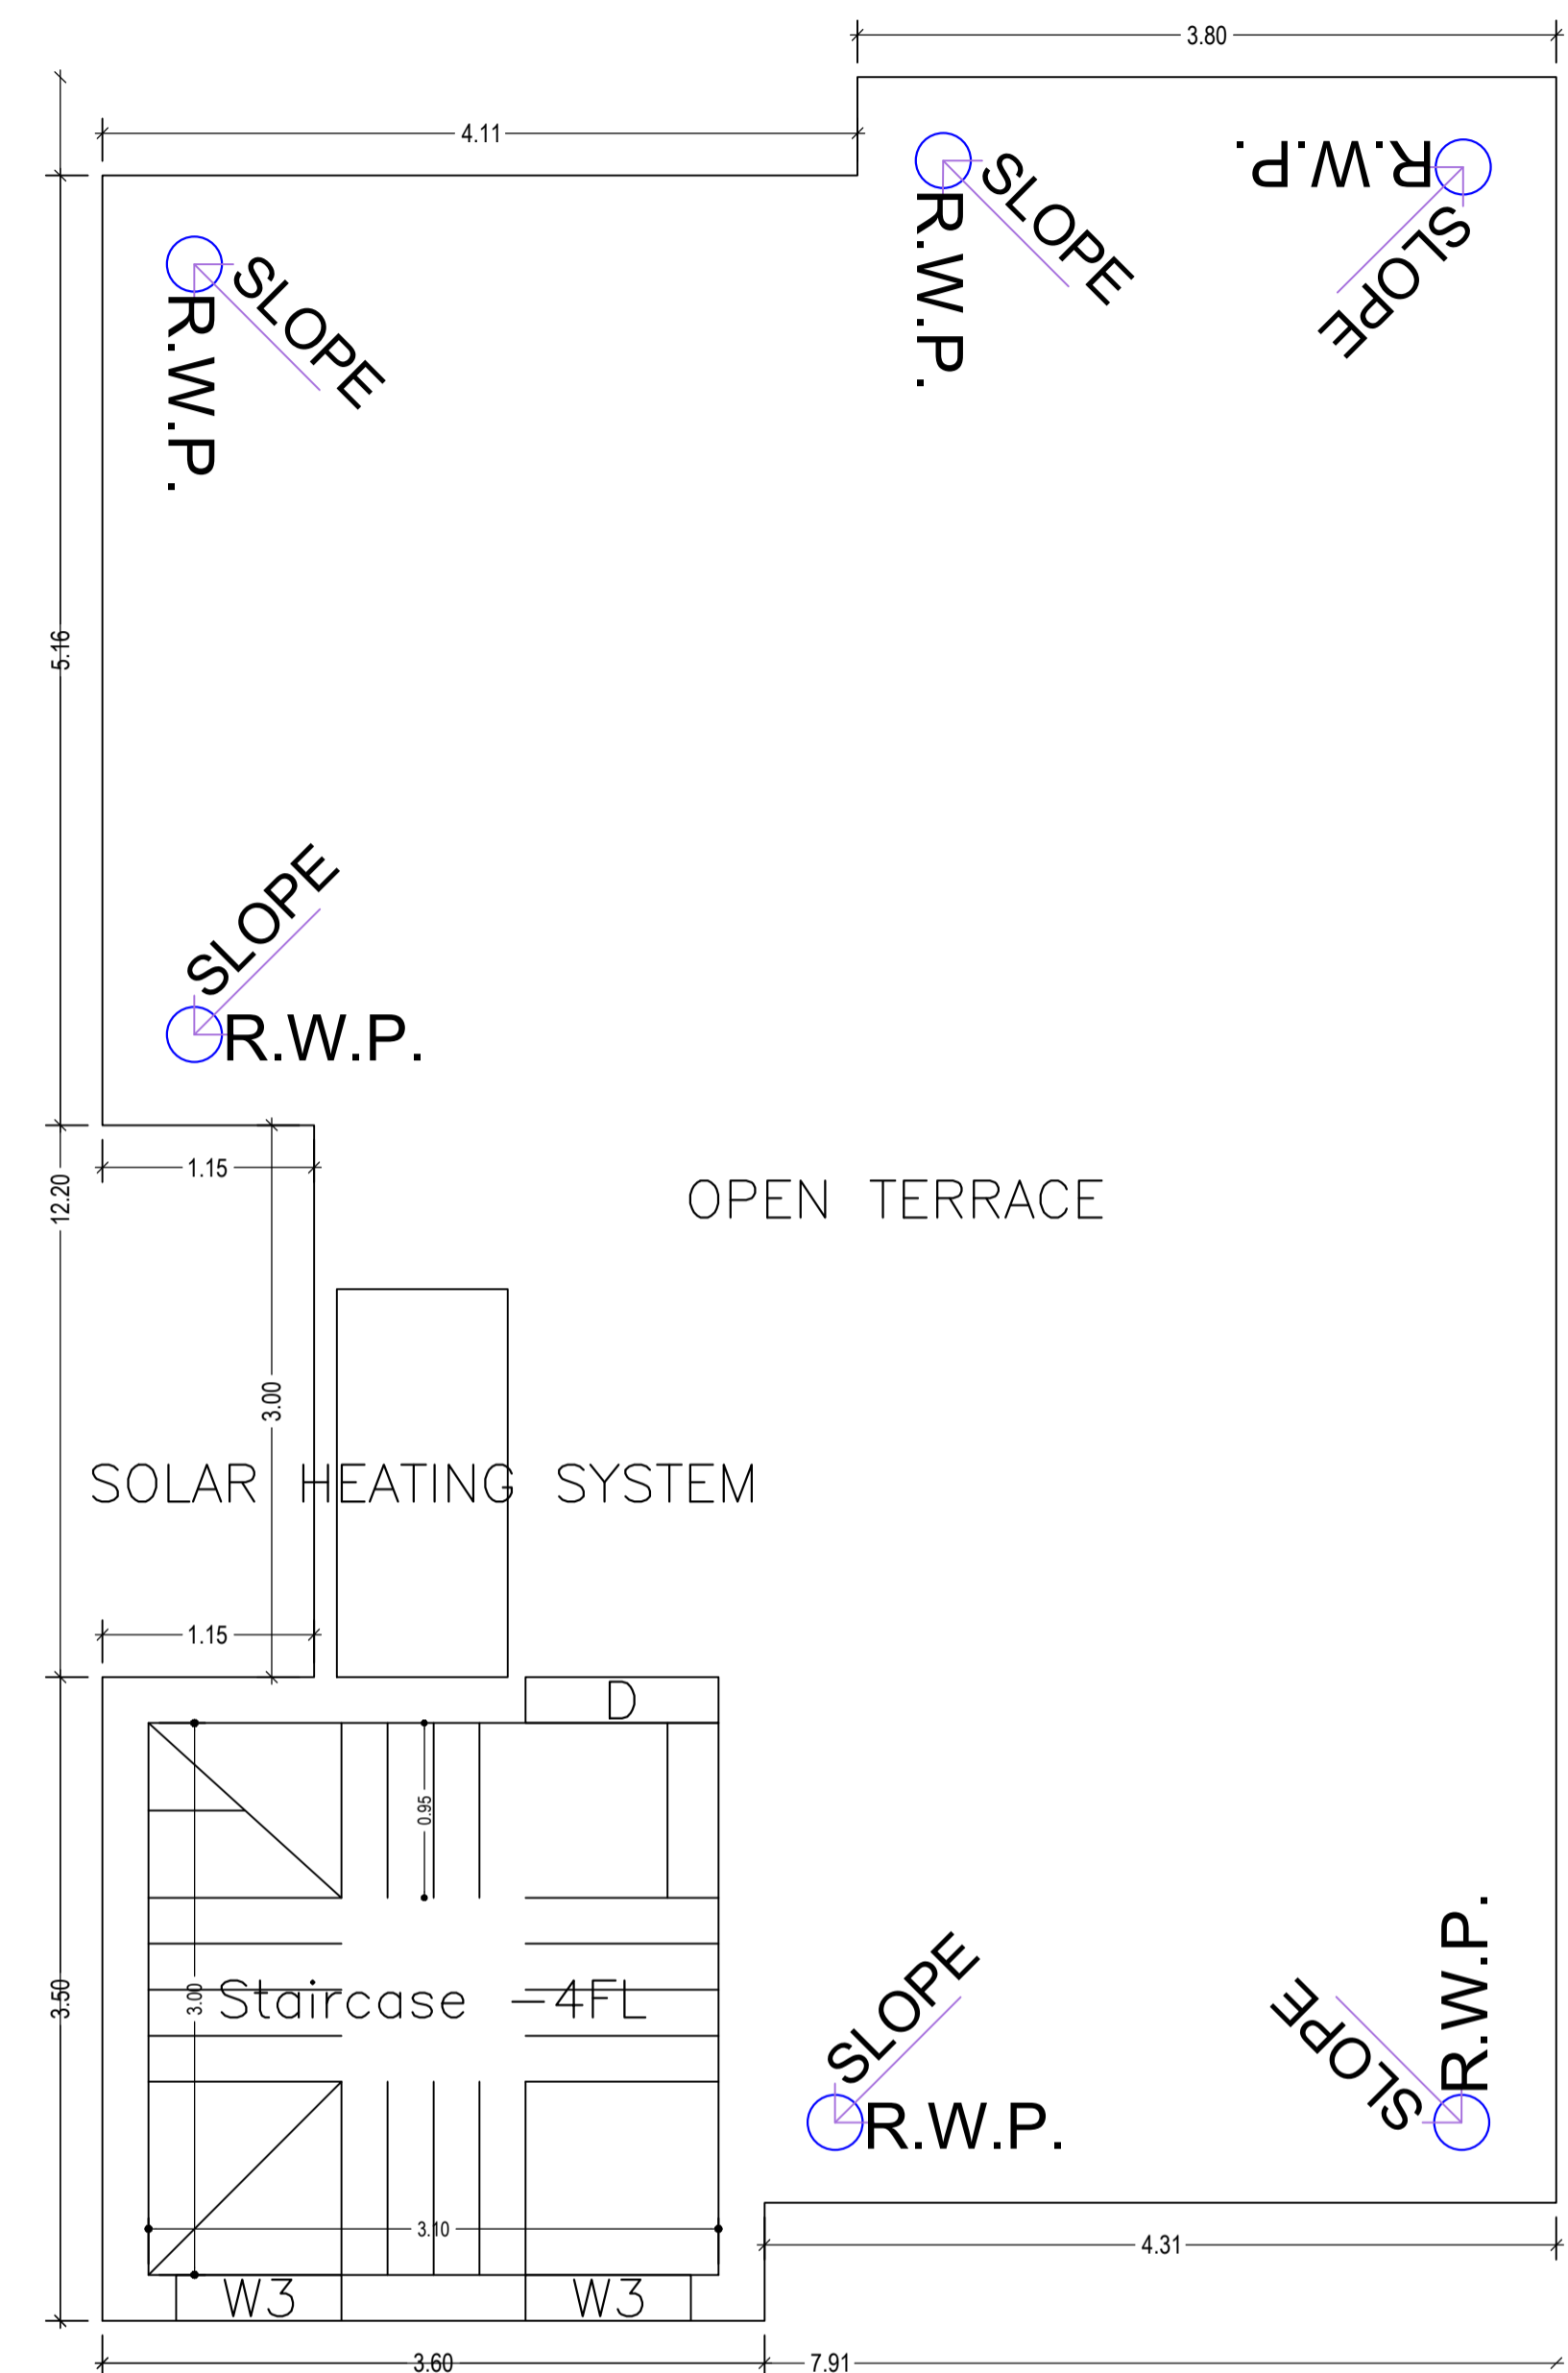 3.80
4.11
R.W.P.
SLOPE
R.W.P.
SLOPE
SLOPE
R.W.P.
5.16
SLOPE
R.W.P.
1.15
12.20
OPEN TERRACE
3.00
SOLAR HEATING SYSTEM
1.15
D
0.95
3.50
3.00
Staircase -4FL
SLOPE
R.W.P.
SLOPE
R.W.P.
3.10
4.31
W3
W3
3.60
7.91